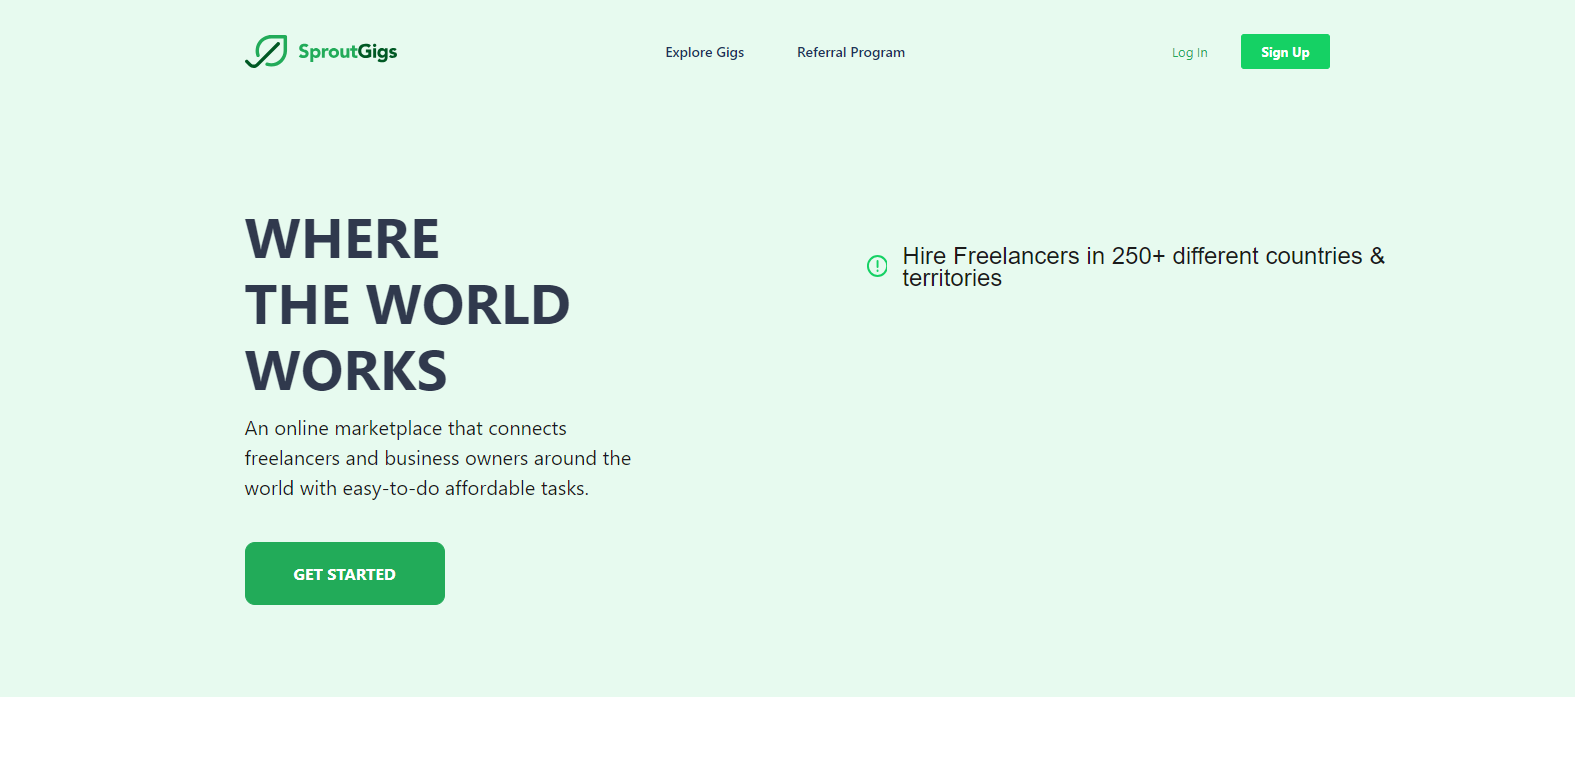 SproutGigs
Explore Gigs
Referral Program
Log In
Sign Up
WHERE
THE WORLD
WORKS
An online marketplace that connects
freelancers and business owners around the
world with easy-to-do affordable tasks.
GET STARTED
Hire Freelancers in 250+ different countries &
territories